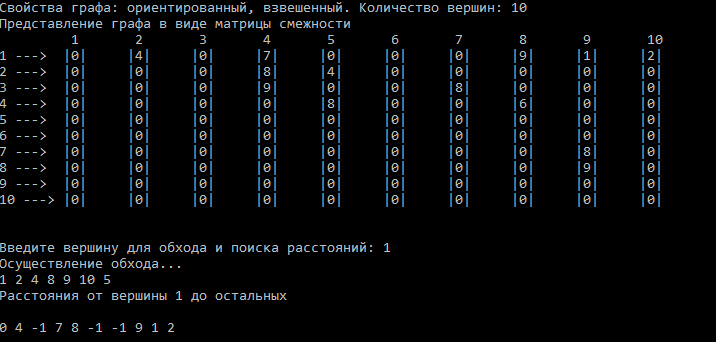 Свойства графа: ориентированный, взвешенный. Количество вершин: 10
Представление графа в виде матрицы смежности
1 2 3 4 5 6 7 8 9 10
1 ---> |0| |4| |0| |7| |0| |0| |0| |9| |1| |2|
2 ---> |0| |0| |0| |8| |4| |0| |0| |0| |0| |0|
3 ---> |0| |0| |0| |9| |0| |0| |8| |0| |0| |0|
4 ---> |0| |0| |0| |0| |8| |0| |0| |6| |0| |0|
5 ---> |0| |0| |0| |0| |0| |0| |0| |0| |0| |0|
6 ---> |0| |0| |0| |0| |0| |0| |0| |0| |0| |0|
7 ---> |0| |0| |0| |0| |0| |0| |0| |0| |8| |0|
8 ---> |0| |0| |0| |0| |0| |0| |0| |0| |9| |0|
9 ---> |0| |0| |0| |0| |0| |0| |0| |0| |0| |0|
10 ---> |0| |0| |0| |0| |0| |0| |0| |0| |0| |0|
Введите вершину для обхода и поиска расстояний: 1
Осуществление обхода...
1 2 4 8 9 10 5
Расстояния от вершины 1 до остальных
0 4 -1 7 8 -1 -1 9 1 2